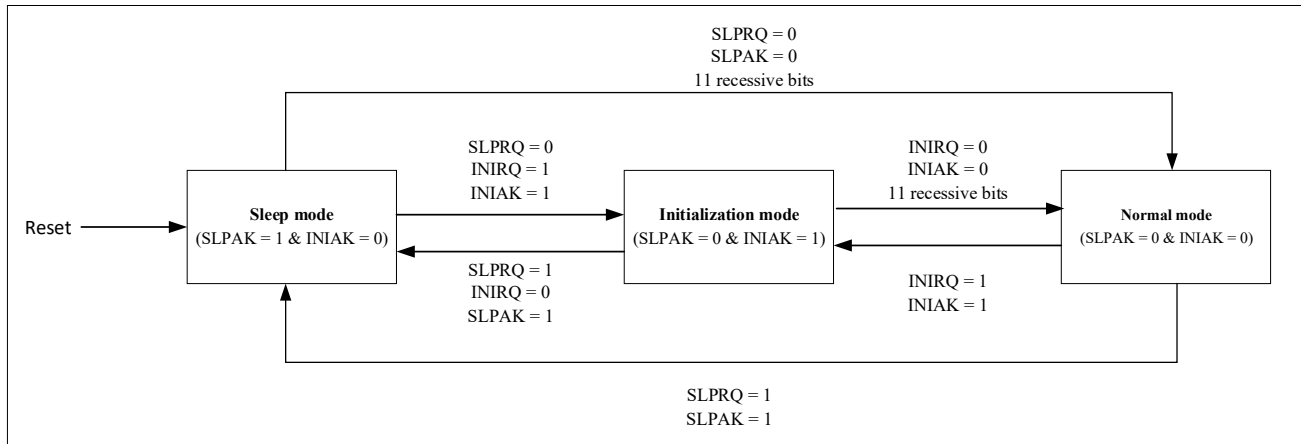 SLPRQ = 0
SLPAK = 0
11 recessive bits
SLPRQ = 0
INIRQ = 1
INIAK = 1
INIRQ = 0
INIAK = 0
11 recessive bits
Reset
Sleep mode
(SLPAK = 1 & INIAK = 0)
Initialization mode
(SLPAK = 0 & INIAK = 1)
Normal mode
(SLPAK = 0 & INIAK = 0)
SLPRQ = 1
INIRQ = 0
SLPAK = 1
INIRQ = 1
INIAK = 1
SLPRQ = 1
SLPAK = 1